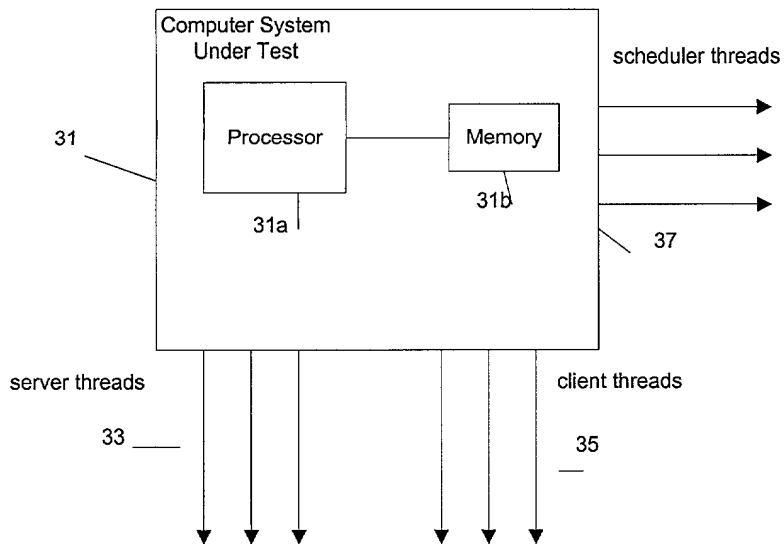 Computer System
Under Test
scheduler threads
Processor
Memory
31
31a
31b
37
server threads
client threads
33
35